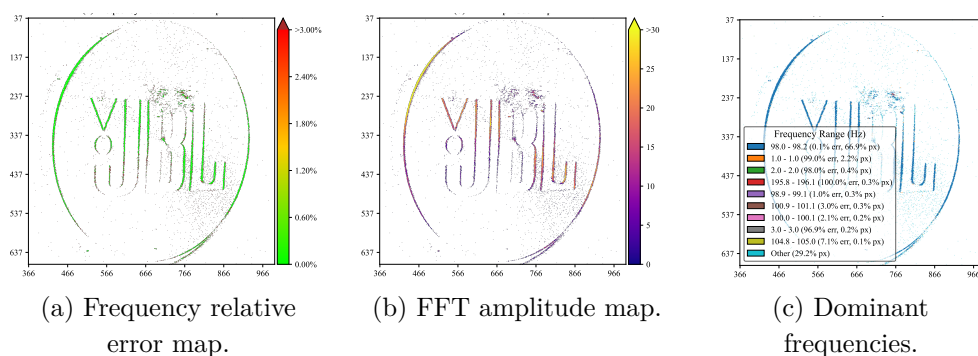 37
137
237
337
437
537
637
366 466 566 666 766 866 966
>3.00%
2.40%
1.80%
1.20%
0.60%
0.00%
(a) Frequency relative
error map.
37
137
237
337
437
537
637
366 466 566 666 766 866 966
>30
25
20
15
10
5
0
(b) FFT amplitude map.
37
137
237
337
437
537
637
366 466 566 666 766 866 966
Frequency Range (Hz)
98.0 - 98.2 (0.1% err, 66.9% px)
1.0 - 1.0 (99.0% err, 2.2% px)
2.0 - 2.0 (98.0% err, 0.4% px)
195.8 - 196.1 (100.0% err, 0.3% px)
98.9 - 99.1 (1.0% err, 0.3% px)
100.9 - 101.1 (3.0% err, 0.3% px)
100.0 - 100.1 (2.1% err, 0.2% px)
3.0 - 3.0 (96.9% err, 0.2% px)
104.8 - 105.0 (7.1% err, 0.1% px)
Other (29.2% px)
(c) Dominant
frequencies.